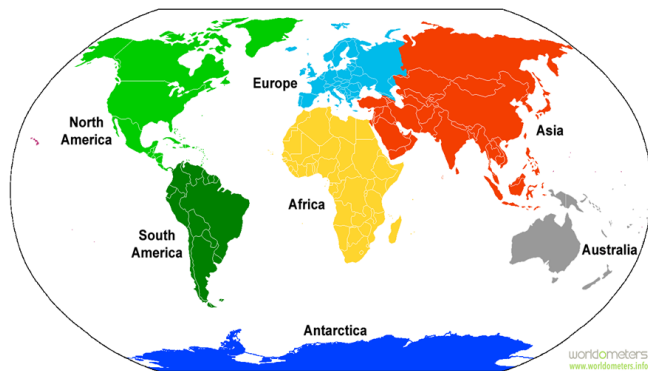 Europe
North
America
Asia
Africa
South
America
Australia
Antarctica
worldometers
www.worldometers.info